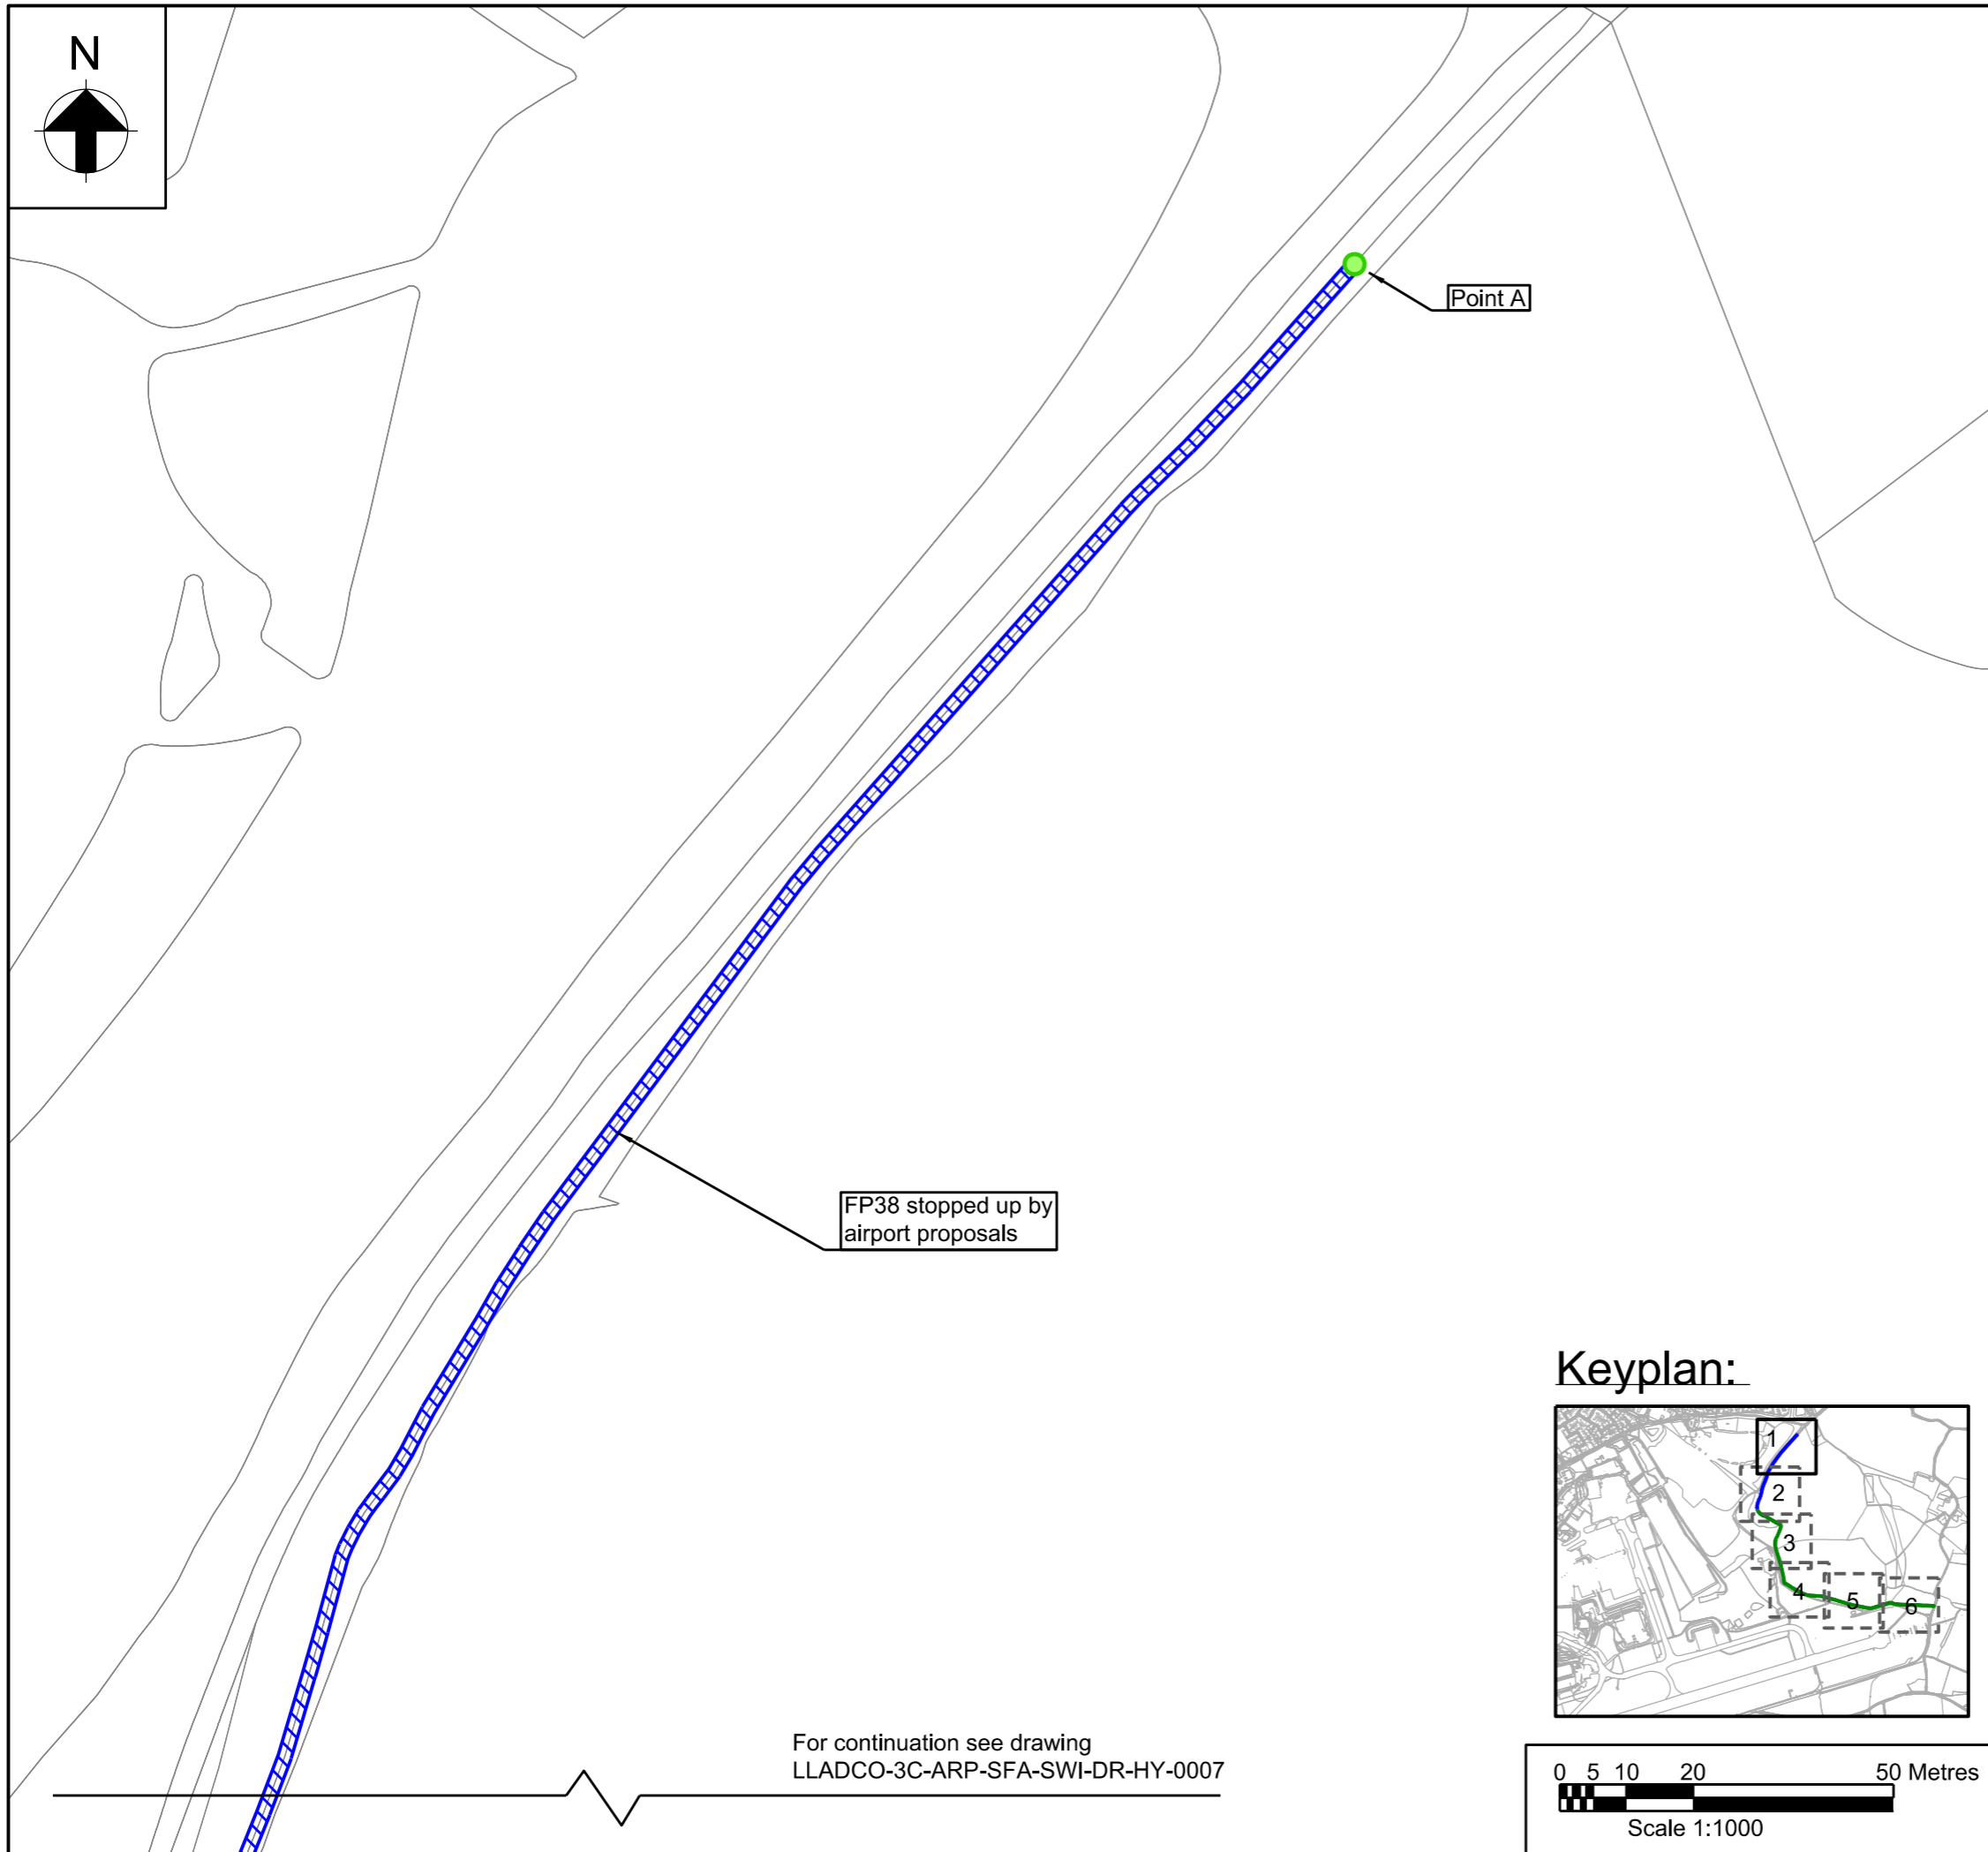 N
Point A
FP38 stopped up by
airport proposals
Keyplan:
1
2
3
4
5
6
For continuation see drawing
LLADCO-3C-ARP-SFA-SWI-DR-HY-0007
0 5 10 20 50 Metres
Scale 1:1000